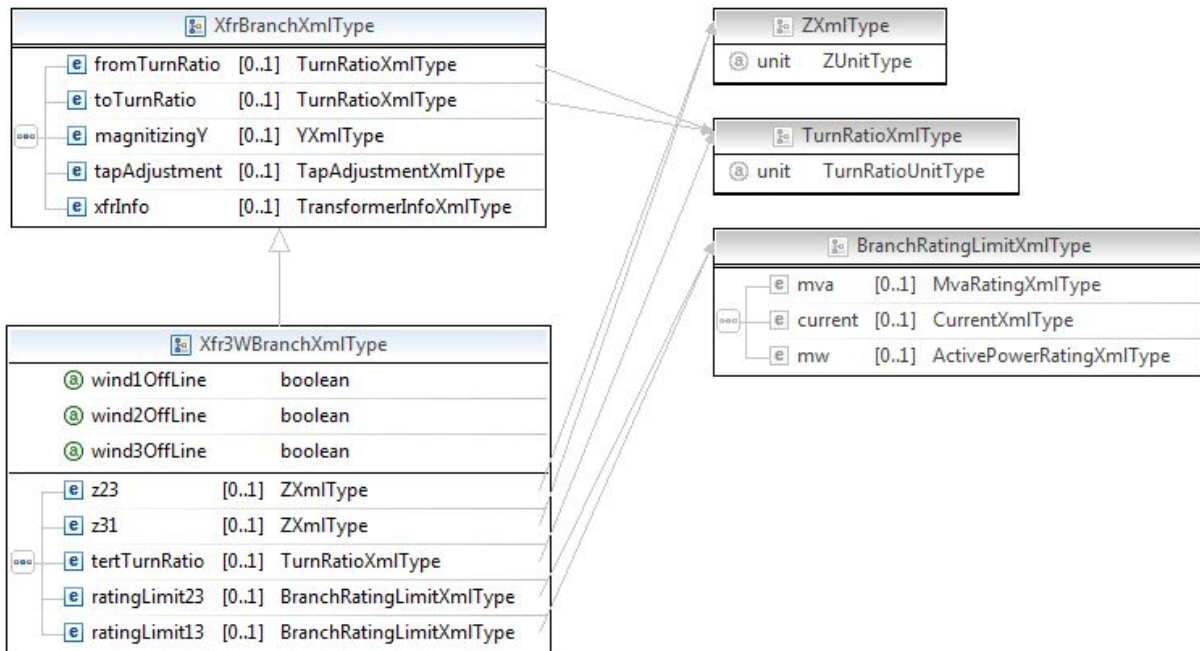 XfrBranchXmlType
e fromTurnRatio [0..1] TurnRatioXmlType
e toTurnRatio [0..1] TurnRatioXmlType
e magnitizingY [0..1] YXmlType
e tapAdjustment [0..1] TapAdjustmentXmlType
e xfrInfo [0..1] TransformerInfoXmlType
Xfr3WBranchXmlType
a wind1OffLine boolean
a wind2OffLine boolean
a wind3OffLine boolean
e z23 [0..1] ZXmlType
e z31 [0..1] ZXmlType
e tertTurnRatio [0..1] TurnRatioXmlType
e ratingLimit23 [0..1] BranchRatingLimitXmlType
e ratingLimit13 [0..1] BranchRatingLimitXmlType
ZXmlType
a unit ZUnitType
TurnRatioXmlType
a unit TurnRatioUnitType
BranchRatingLimitXmlType
e mva [0..1] MvaRatingXmlType
e current [0..1] CurrentXmlType
e mw [0..1] ActivePowerRatingXmlType